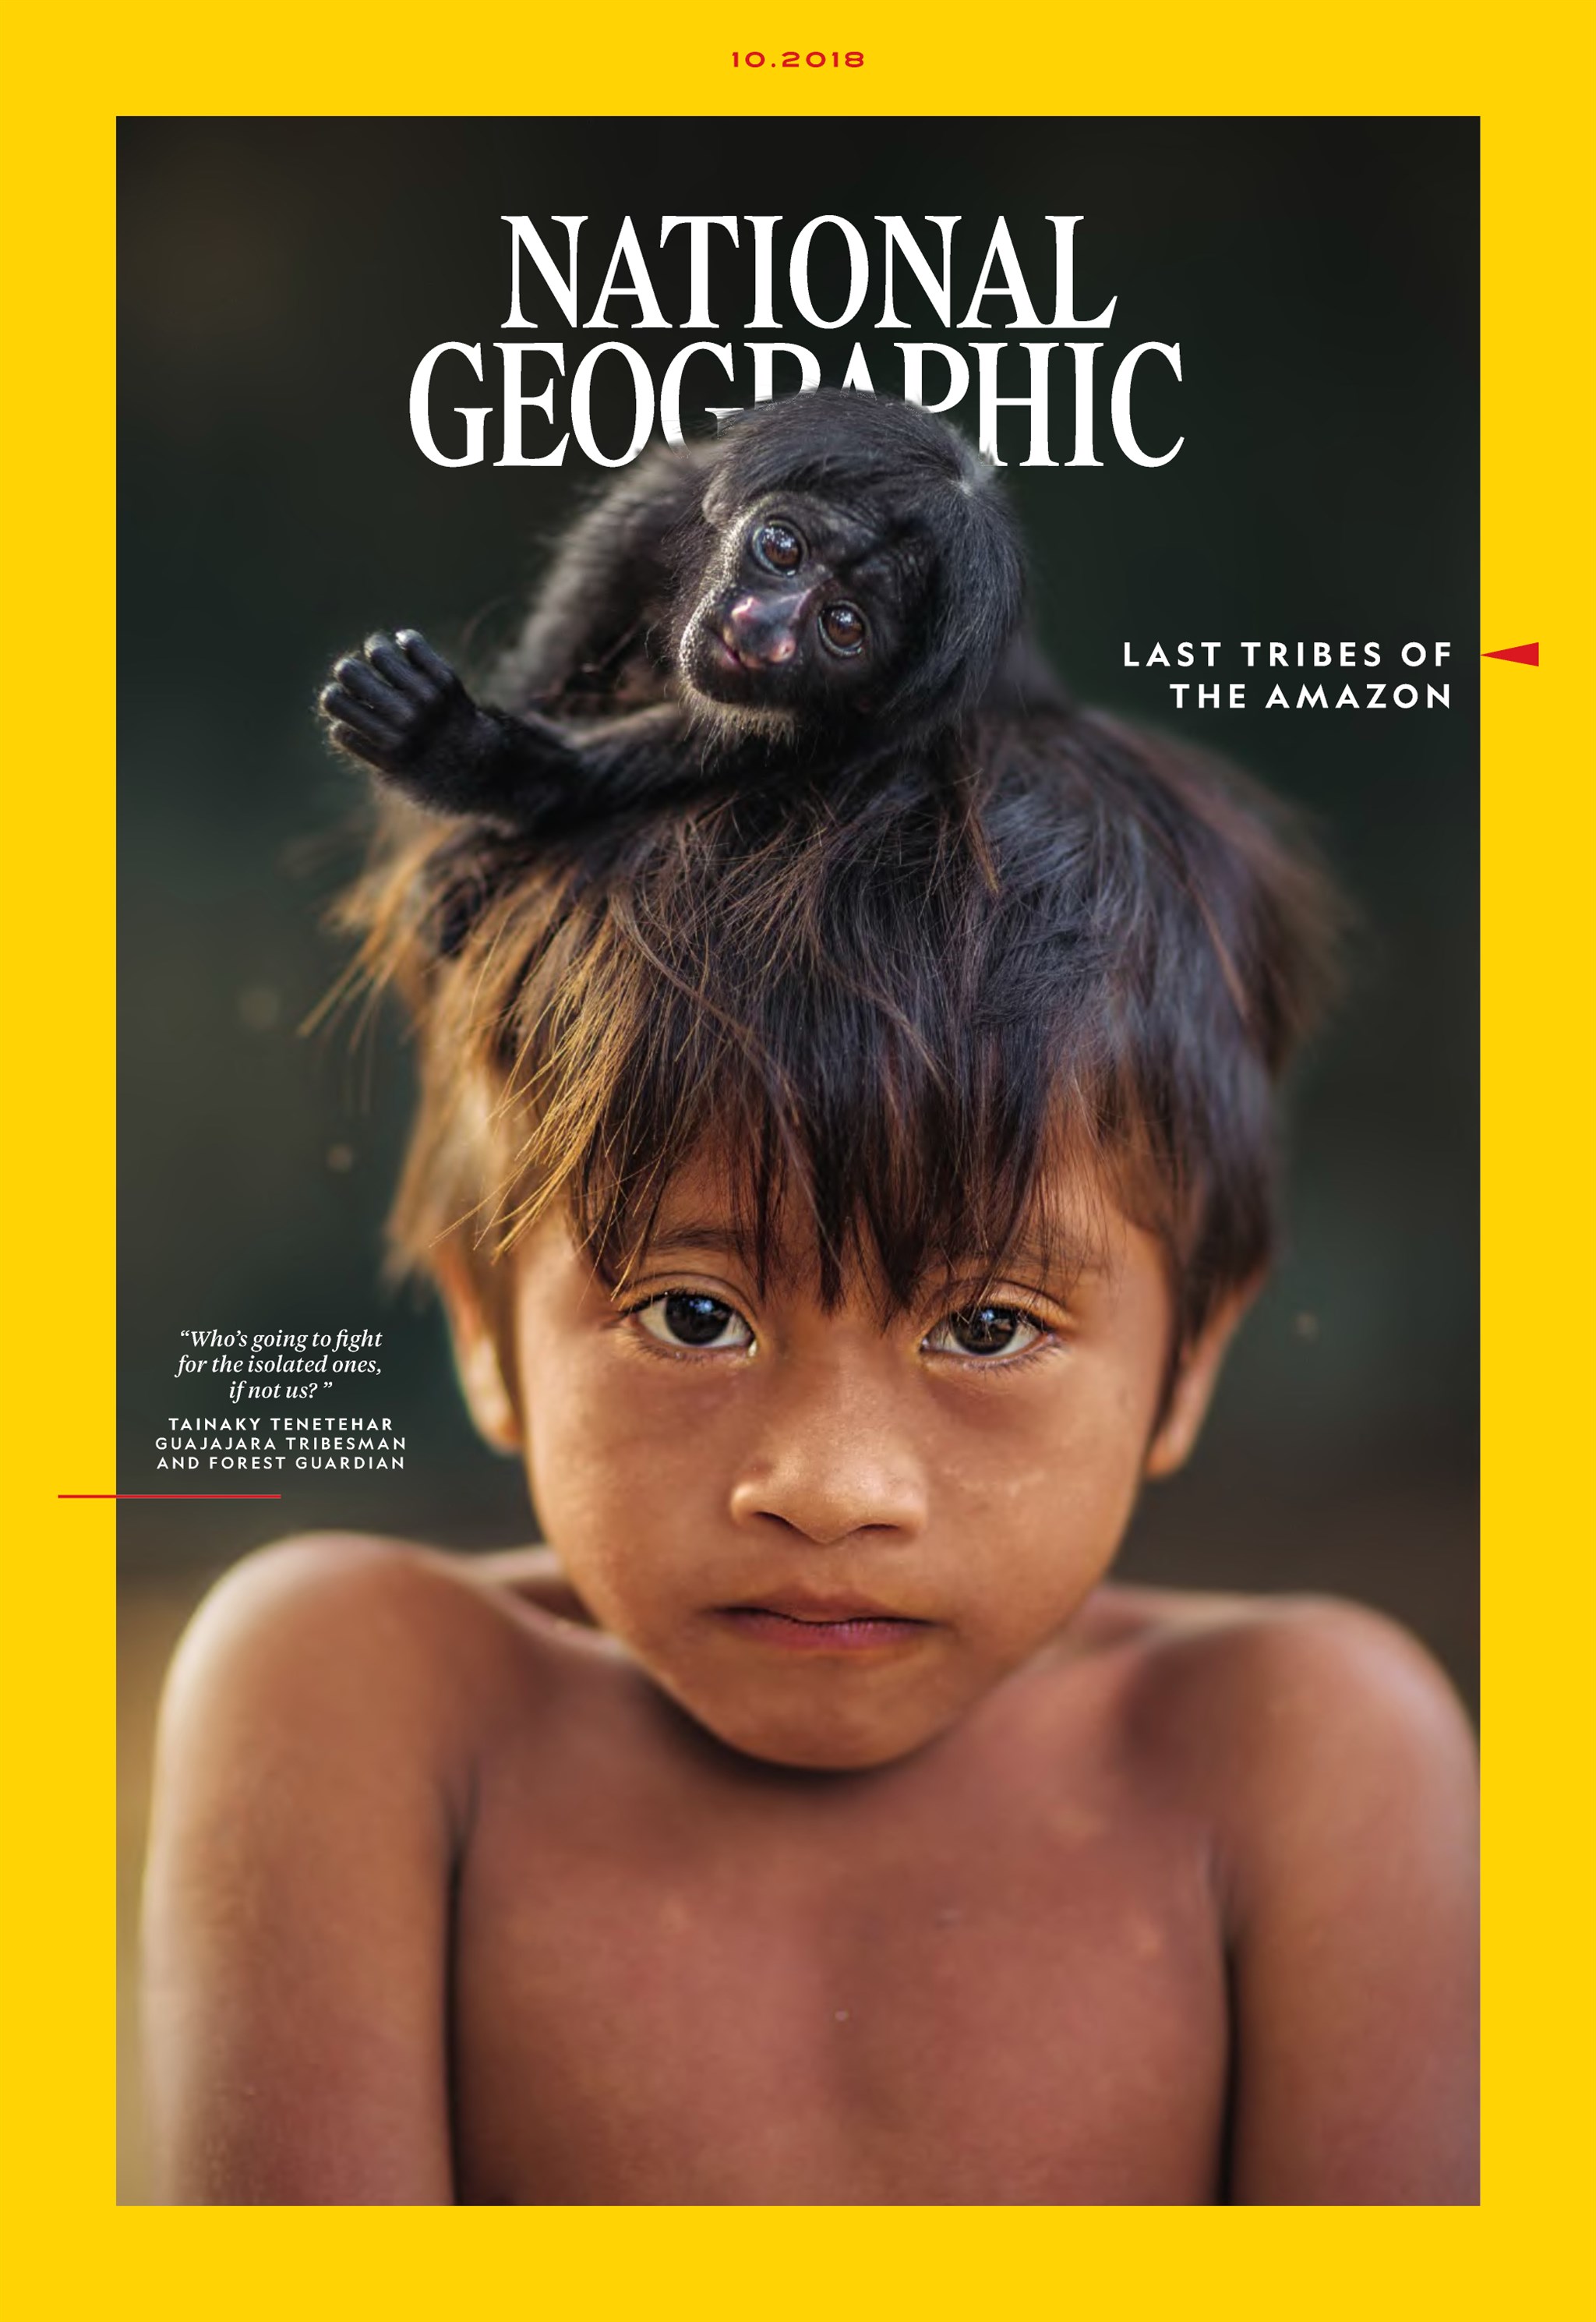 10.2018
NATIONAL
GEOGRAPHIC
LAST TRIBES OF
THE AMAZON
“Who’s going to fight
for the isolated ones,
if not us? ”
TAINAKY TENETEHAR
GUAJAJARA TRIBESMAN
AND FOREST GUARDIAN